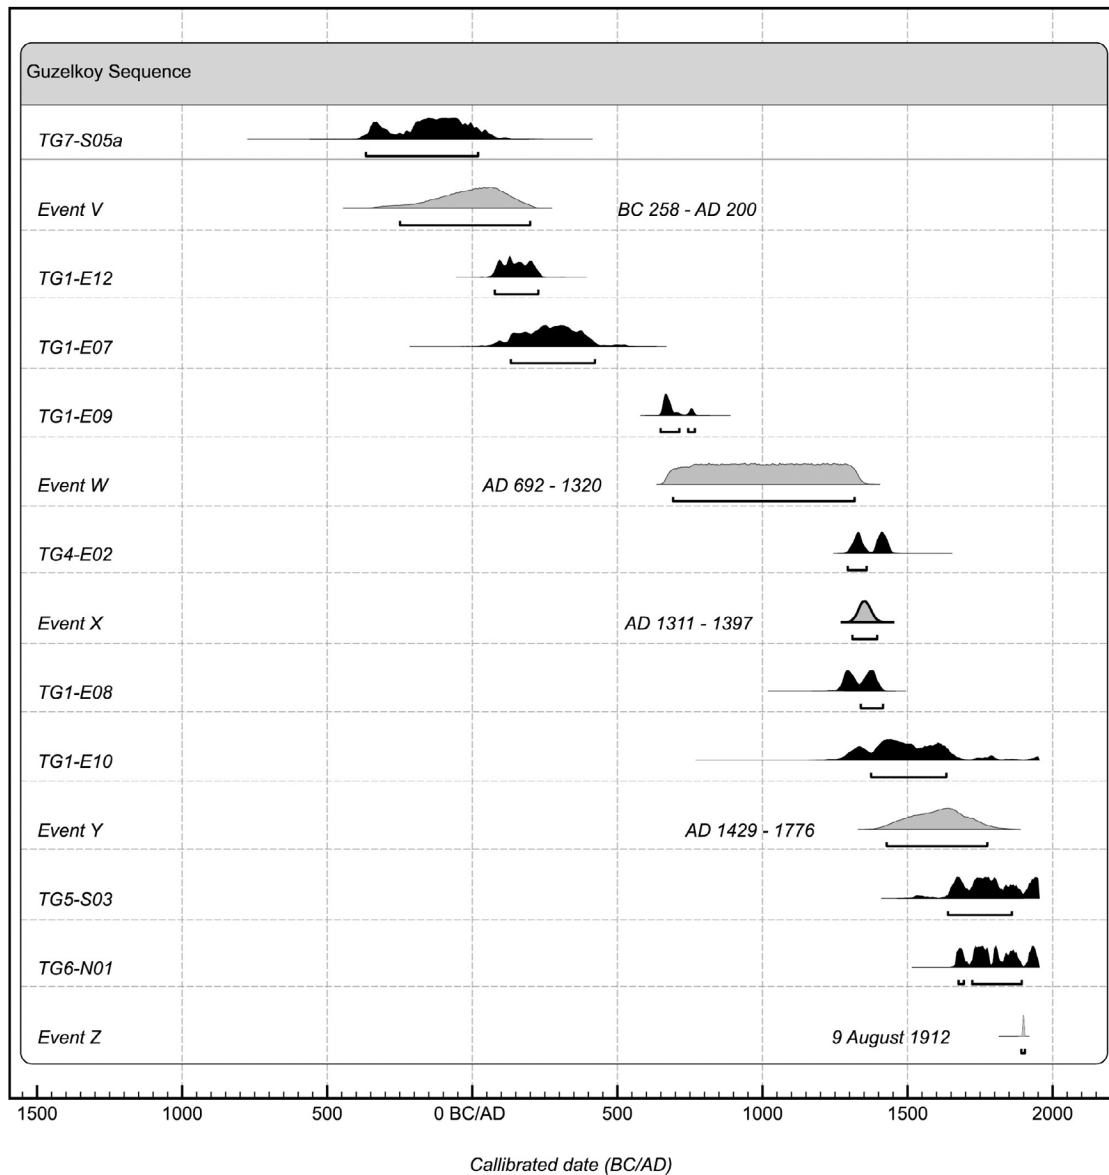 Guzelkoy Sequence
TG7-S05a
Event V BC 258 - AD 200
TG1-E12
TG1-E07
TG1-E09
Event W AD 692 - 1320
TG4-E02
Event X AD 1311 - 1397
TG1-E08
TG1-E10
Event Y AD 1429 - 1776
TG5-S03
TG6-N01
Event Z 9 August 1912
1500 1000 500 0 BC/AD 500 1000 1500 2000
Callibrated date (BC/AD)